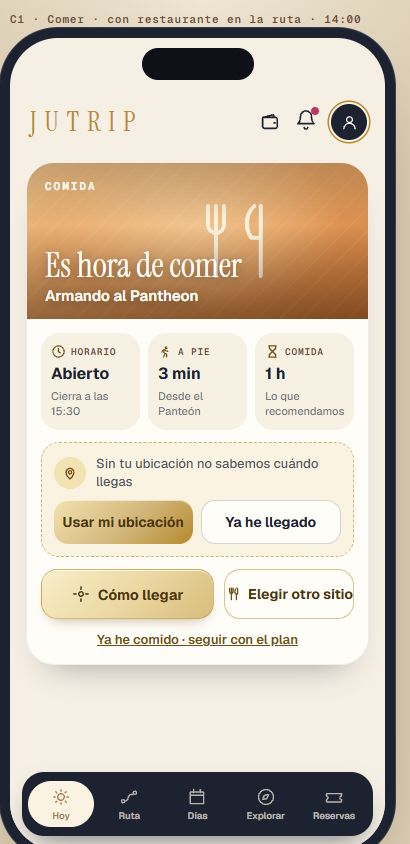 C1 · Comer · con restaurante en la ruta · 14:00
JUTRIP
COMIDA
Es hora de comer
Armando al Pantheon
HORARIO
Abierto
Cierra a las
15:30
A PIE
3 min
Desde el
Panteón
COMIDA
1 h
Lo que
recomendamos
Sin tu ubicación no sabemos cuándo
llegas
Usar mi ubicación
Ya he llegado
Cómo llegar
Elegir otro sitio
Ya he comido · seguir con el plan
Hoy
Ruta
Días
Explorar
Reservas